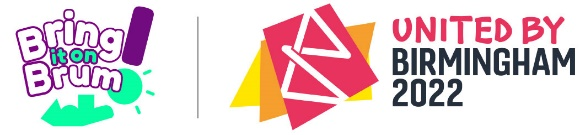 Bring
it on
Brum!
UNITED BY
BIRMINGHAM
2022